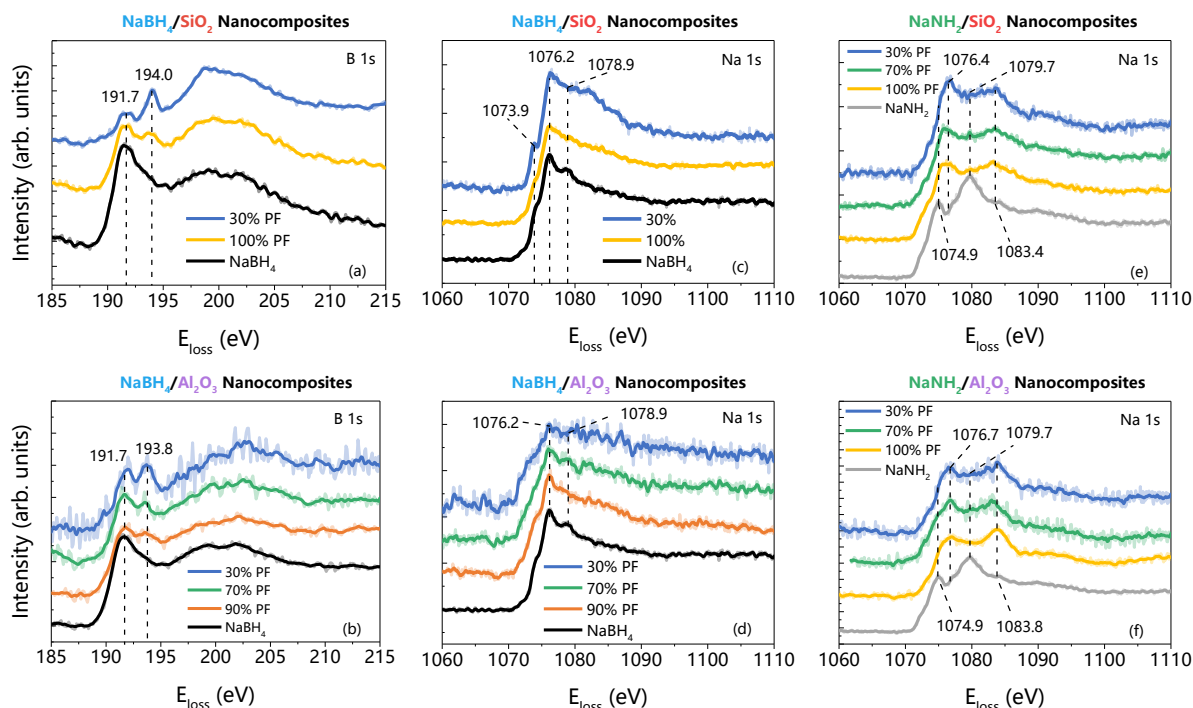 NaBH₄/SiO₂ Nanocomposites
Intensity (arb. units)
B 1s
191.7
194.0
30% PF
100% PF
NaBH₄
(a)
185 190 195 200 205 210 215
E_loss (eV)
NaBH₄/SiO₂ Nanocomposites
Na 1s
1076.2
1078.9
1073.9
30%
100%
NaBH₄
(c)
1060 1070 1080 1090 1100 1110
E_loss (eV)
NaNH₂/SiO₂ Nanocomposites
30% PF
70% PF
100% PF
NaNH₂
1076.4
1079.7
Na 1s
1074.9
1083.4
(e)
1060 1070 1080 1090 1100 1110
E_loss (eV)
NaBH₄/Al₂O₃ Nanocomposites
Intensity (arb. units)
B 1s
191.7
193.8
30% PF
70% PF
90% PF
NaBH₄
(b)
185 190 195 200 205 210 215
E_loss (eV)
NaBH₄/Al₂O₃ Nanocomposites
1076.2
1078.9
Na 1s
30% PF
70% PF
90% PF
NaBH₄
(d)
1060 1070 1080 1090 1100 1110
E_loss (eV)
NaNH₂/Al₂O₃ Nanocomposites
30% PF
70% PF
100% PF
NaNH₂
1076.7
1079.7
Na 1s
1074.9
1083.8
(f)
1060 1070 1080 1090 1100 1110
E_loss (eV)